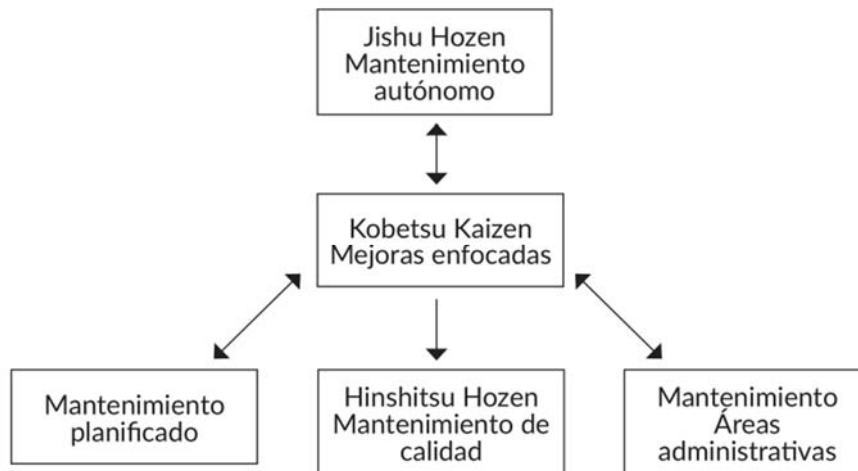 Jishu Hozen
Mantenimiento
autónomo
Kobetsu Kaizen
Mejoras enfocadas
Mantenimiento
planificado
Hinshitsu Hozen
Mantenimiento de
calidad
Mantenimiento
Áreas
administrativas